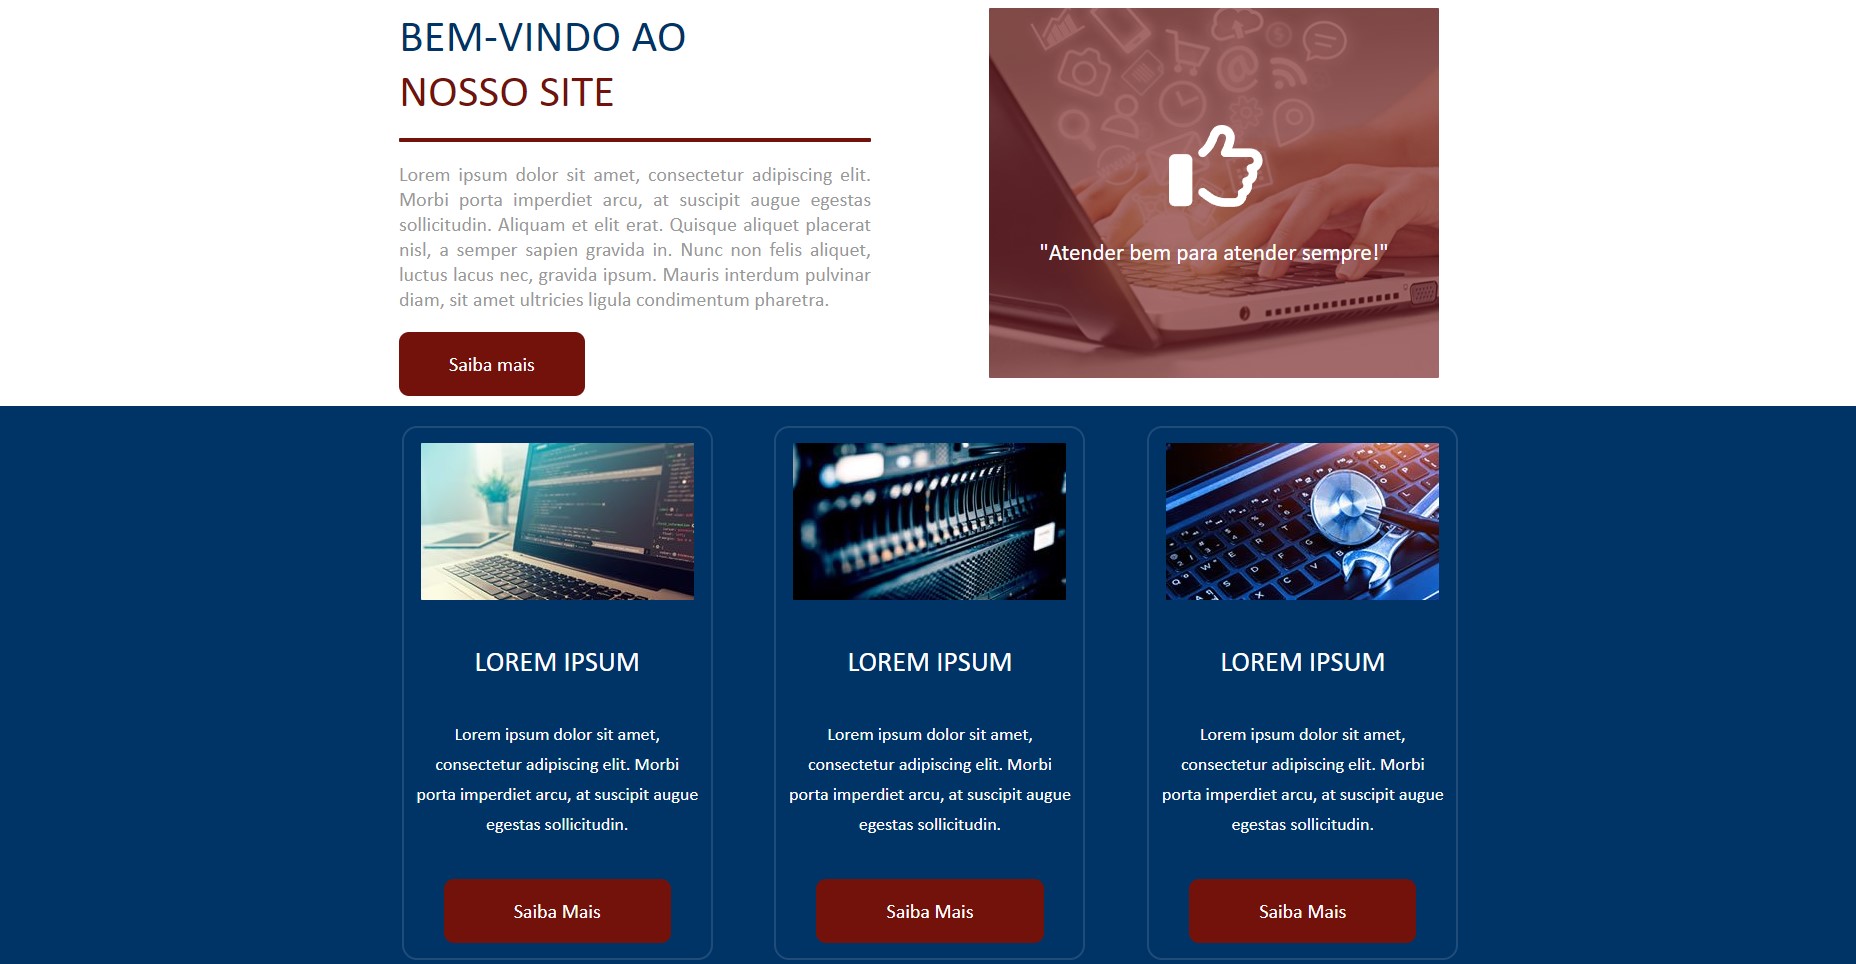 BEM-VINDO AO
NOSSO SITE
Lorem ipsum dolor sit amet, consectetur adipiscing elit.
Morbi porta imperdiet arcu, at suscipit augue egestas
sollicitudin. Aliquam et elit erat. Quisque aliquet placerat
nisl, a semper sapien gravida in. Nunc non felis aliquet,
luctus lacus nec, gravida ipsum. Mauris interdum pulvinar
diam, sit amet ultricies ligula condimentum pharetra.
Saiba mais
"Atender bem para atender sempre!"
LOREM IPSUM
Lorem ipsum dolor sit amet,
consectetur adipiscing elit. Morbi
porta imperdiet arcu, at suscipit augue
egestas sollicitudin.
Saiba Mais
LOREM IPSUM
Lorem ipsum dolor sit amet,
consectetur adipiscing elit. Morbi
porta imperdiet arcu, at suscipit augue
egestas sollicitudin.
Saiba Mais
LOREM IPSUM
Lorem ipsum dolor sit amet,
consectetur adipiscing elit. Morbi
porta imperdiet arcu, at suscipit augue
egestas sollicitudin.
Saiba Mais